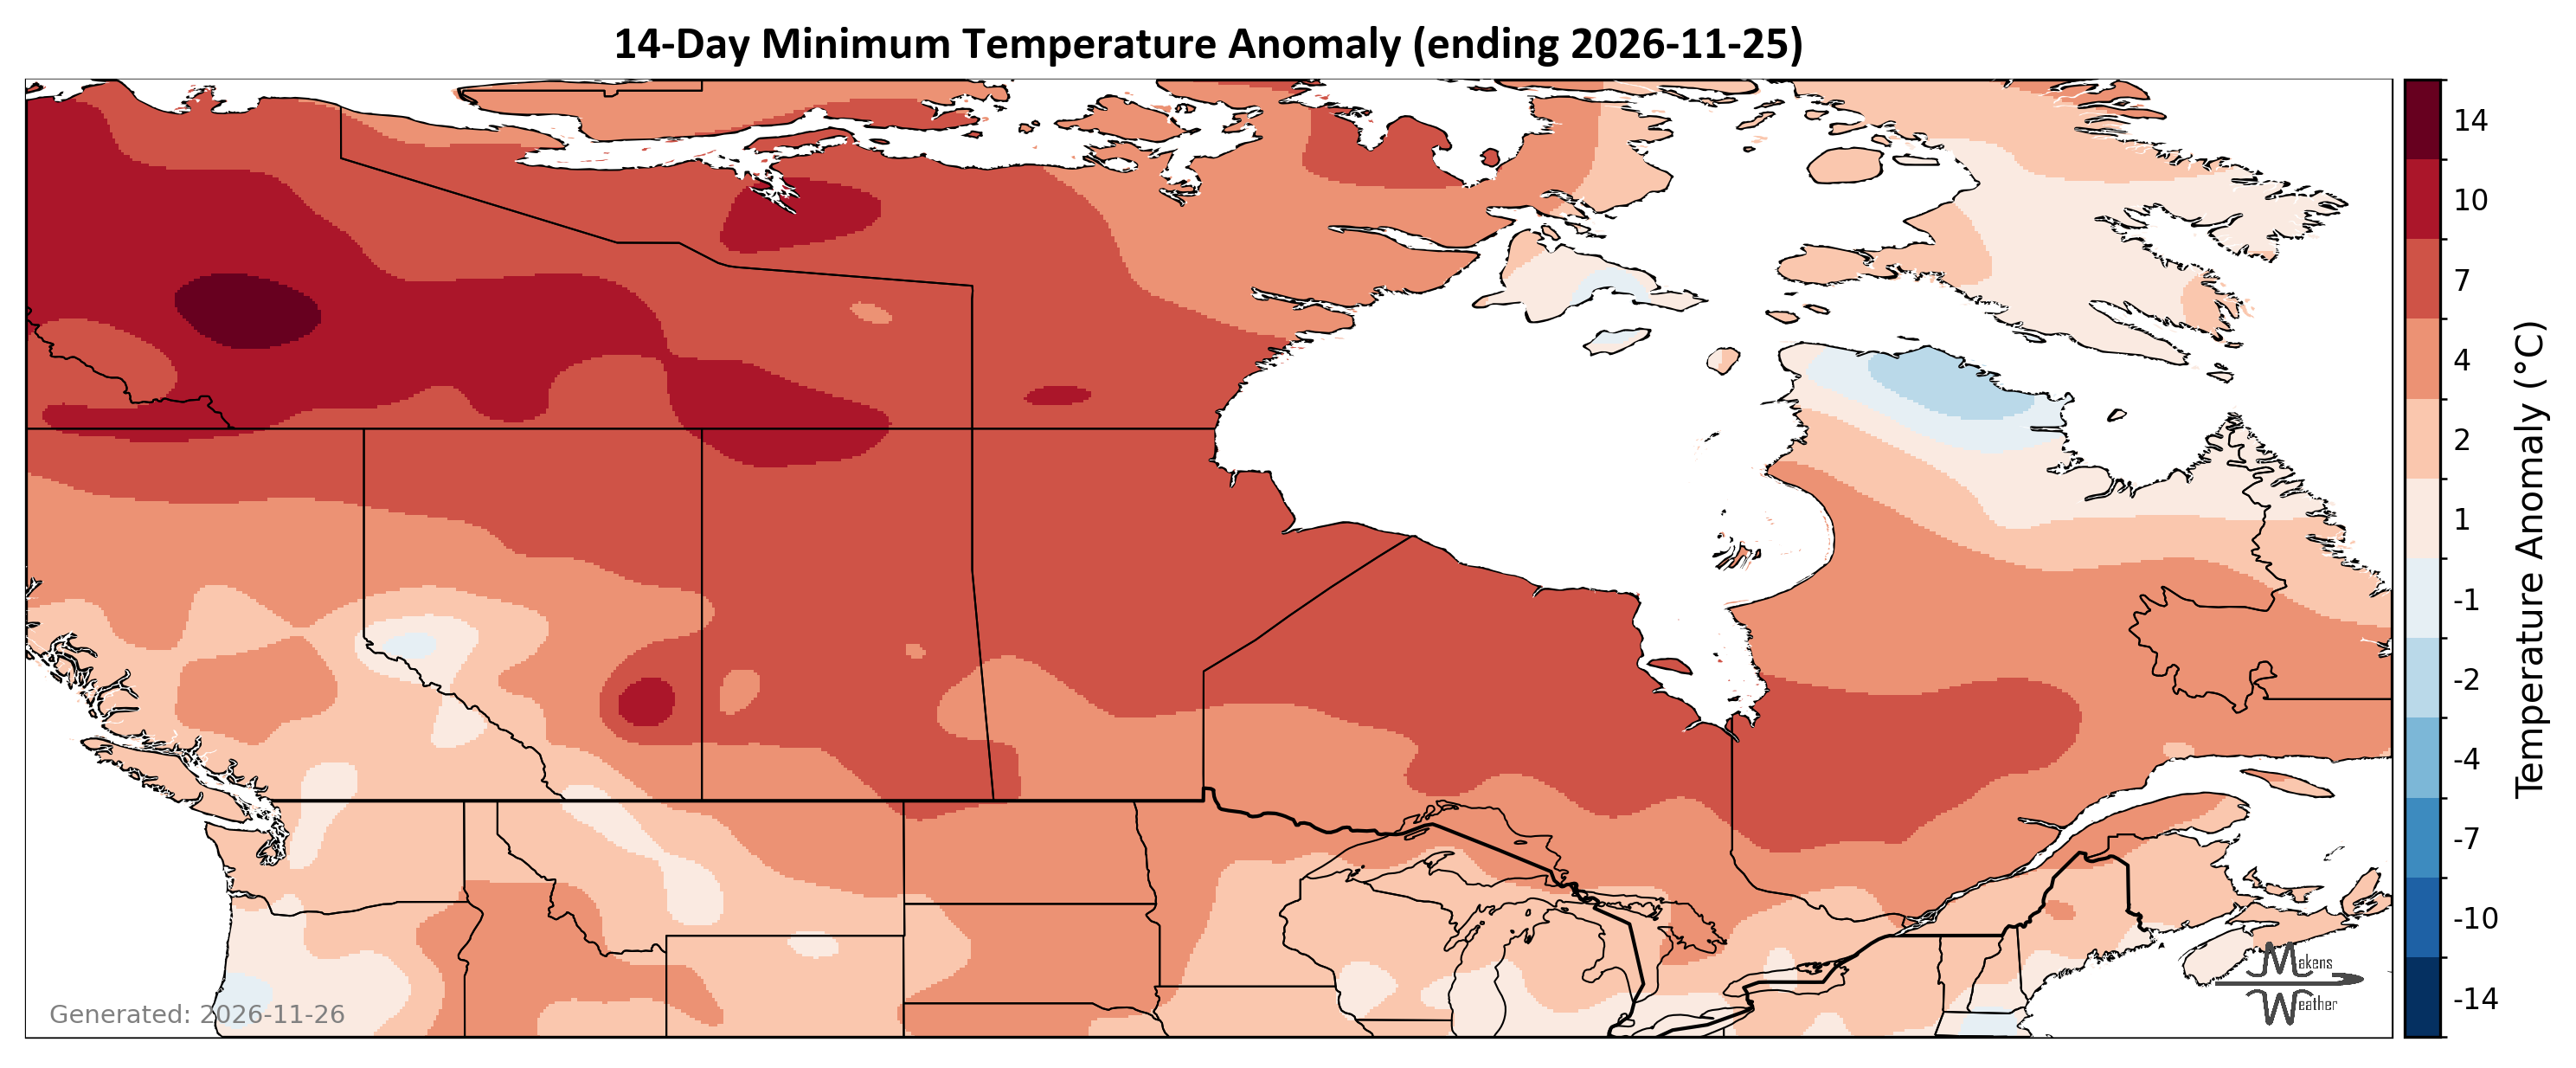 14-Day Minimum Temperature Anomaly (ending 2026-11-25)
14
10
7
4
2
1
-1
-2
-4
-7
-10
-14
Temperature Anomaly (°C)
Generated: 2026-11-26
Makens
Weather